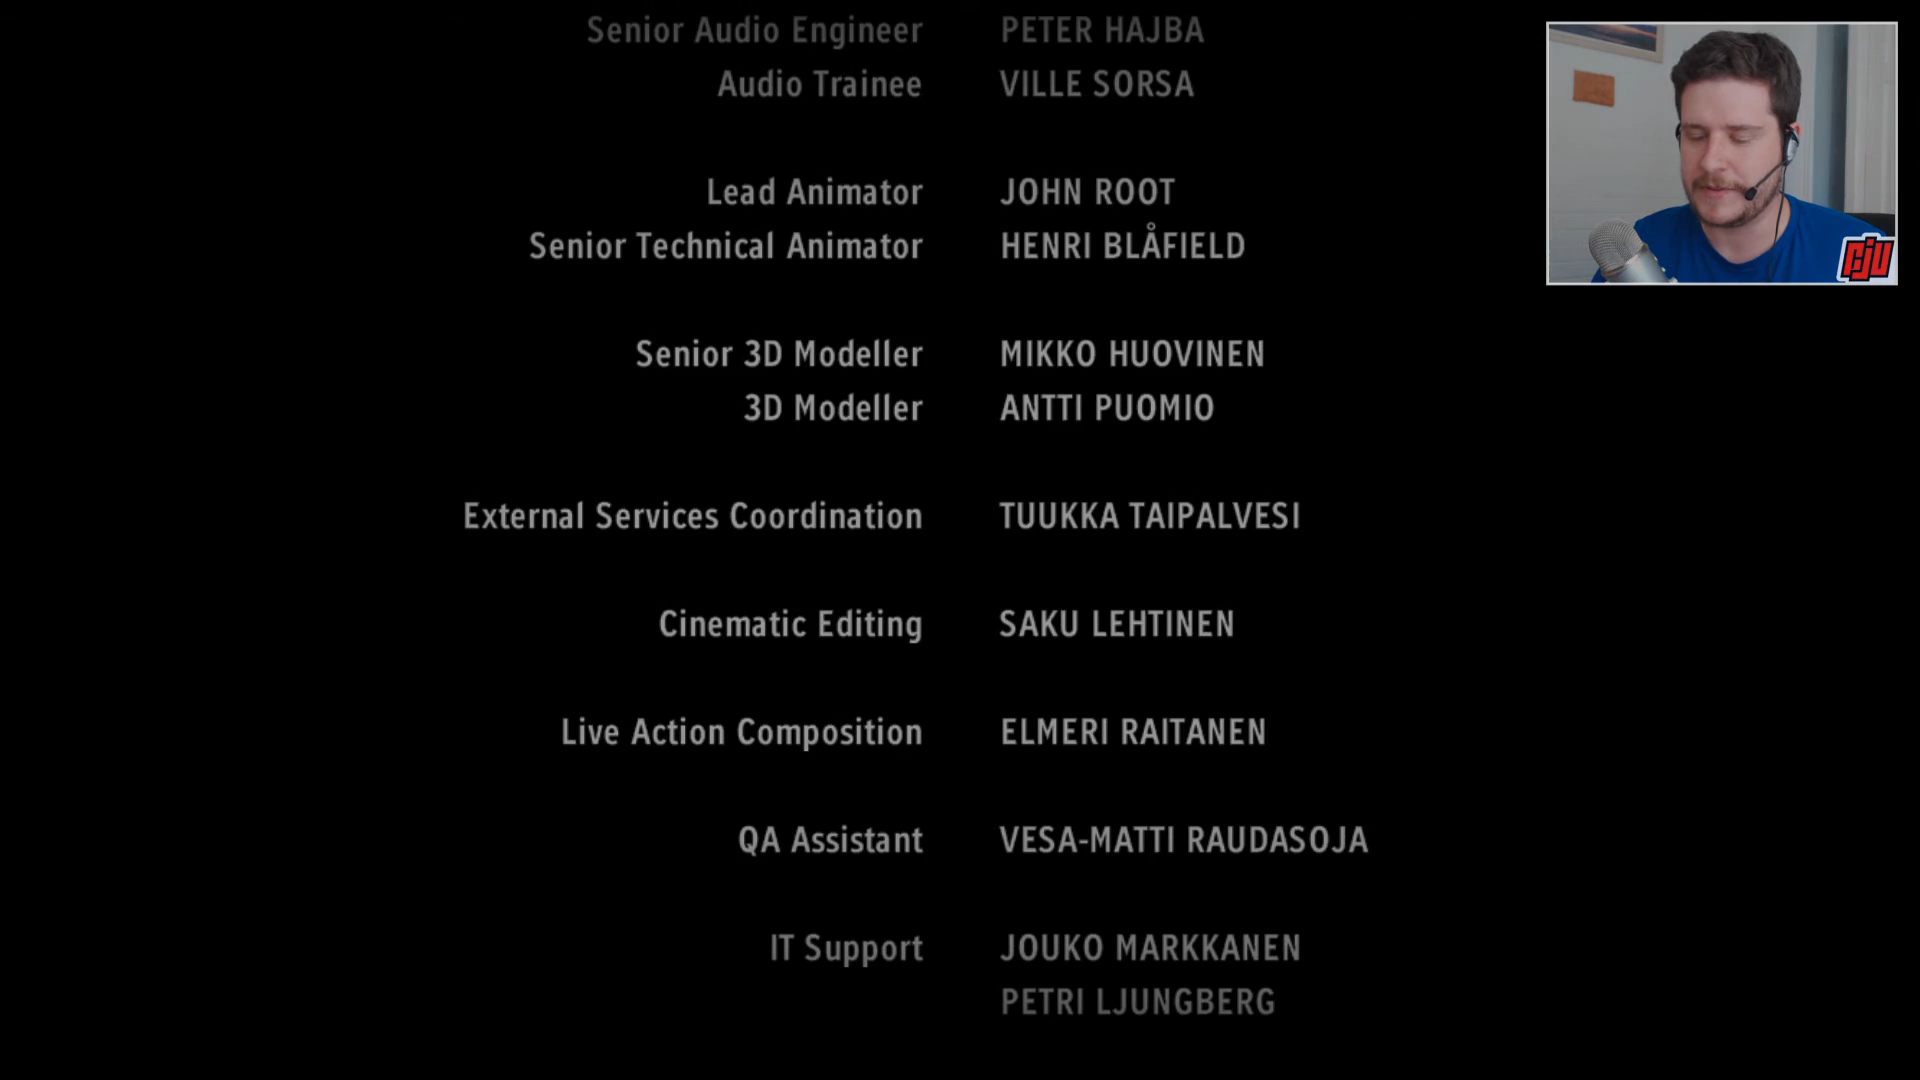 Senior Audio Engineer PETER HAJBA
Audio Trainee VILLE SORSA
Lead Animator JOHN ROOT
Senior Technical Animator HENRI BLÅFIELD
Senior 3D Modeller MIKKO HUOVINEN
3D Modeller ANTTI PUOMIO
External Services Coordination TUUKKA TAIPALVESI
Cinematic Editing SAKU LEHTINEN
Live Action Composition ELMERI RAITANEN
QA Assistant VESA-MATTI RAUDASOJA
IT Support JOUKO MARKKANEN
PETRI LJUNGBERG